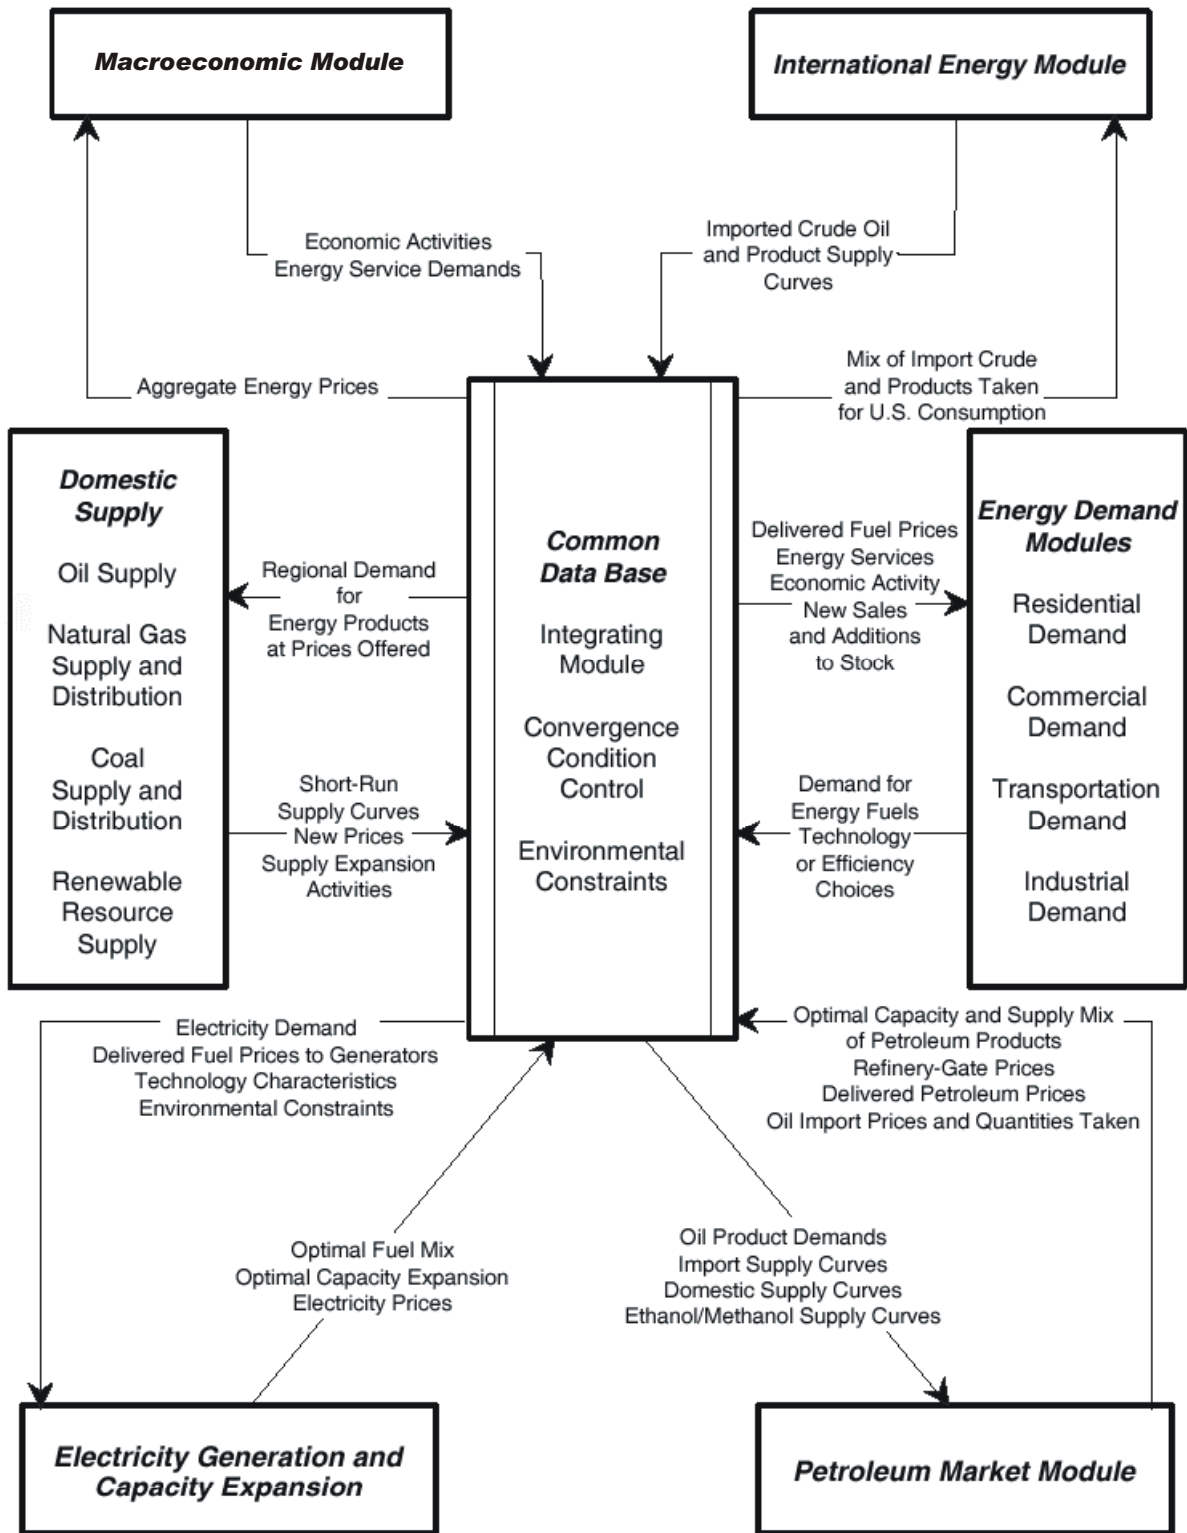 Macroeconomic Module
International Energy Module
Economic Activities
Energy Service Demands
Imported Crude Oil
and Product Supply
Curves
Aggregate Energy Prices
Mix of Import Crude
and Products Taken
for U.S. Consumption
Domestic
Supply
Oil Supply
Natural Gas
Supply and
Distribution
Coal
Supply and
Distribution
Renewable
Resource
Supply
Regional Demand
for
Energy Products
at Prices Offered
Short-Run
Supply Curves
New Prices
Supply Expansion
Activities
Common
Data Base
Integrating
Module
Convergence
Condition
Control
Environmental
Constraints
Delivered Fuel Prices
Energy Services
Economic Activity
New Sales
and Additions
to Stock
Demand for
Energy Fuels
Technology
or Efficiency
Choices
Energy Demand
Modules
Residential
Demand
Commercial
Demand
Transportation
Demand
Industrial
Demand
Electricity Demand
Delivered Fuel Prices to Generators
Technology Characteristics
Environmental Constraints
Optimal Capacity and Supply Mix
of Petroleum Products
Refinery-Gate Prices
Delivered Petroleum Prices
Oil Import Prices and Quantities Taken
Optimal Fuel Mix
Optimal Capacity Expansion
Electricity Prices
Oil Product Demands
Import Supply Curves
Domestic Supply Curves
Ethanol/Methanol Supply Curves
Electricity Generation and
Capacity Expansion
Petroleum Market Module